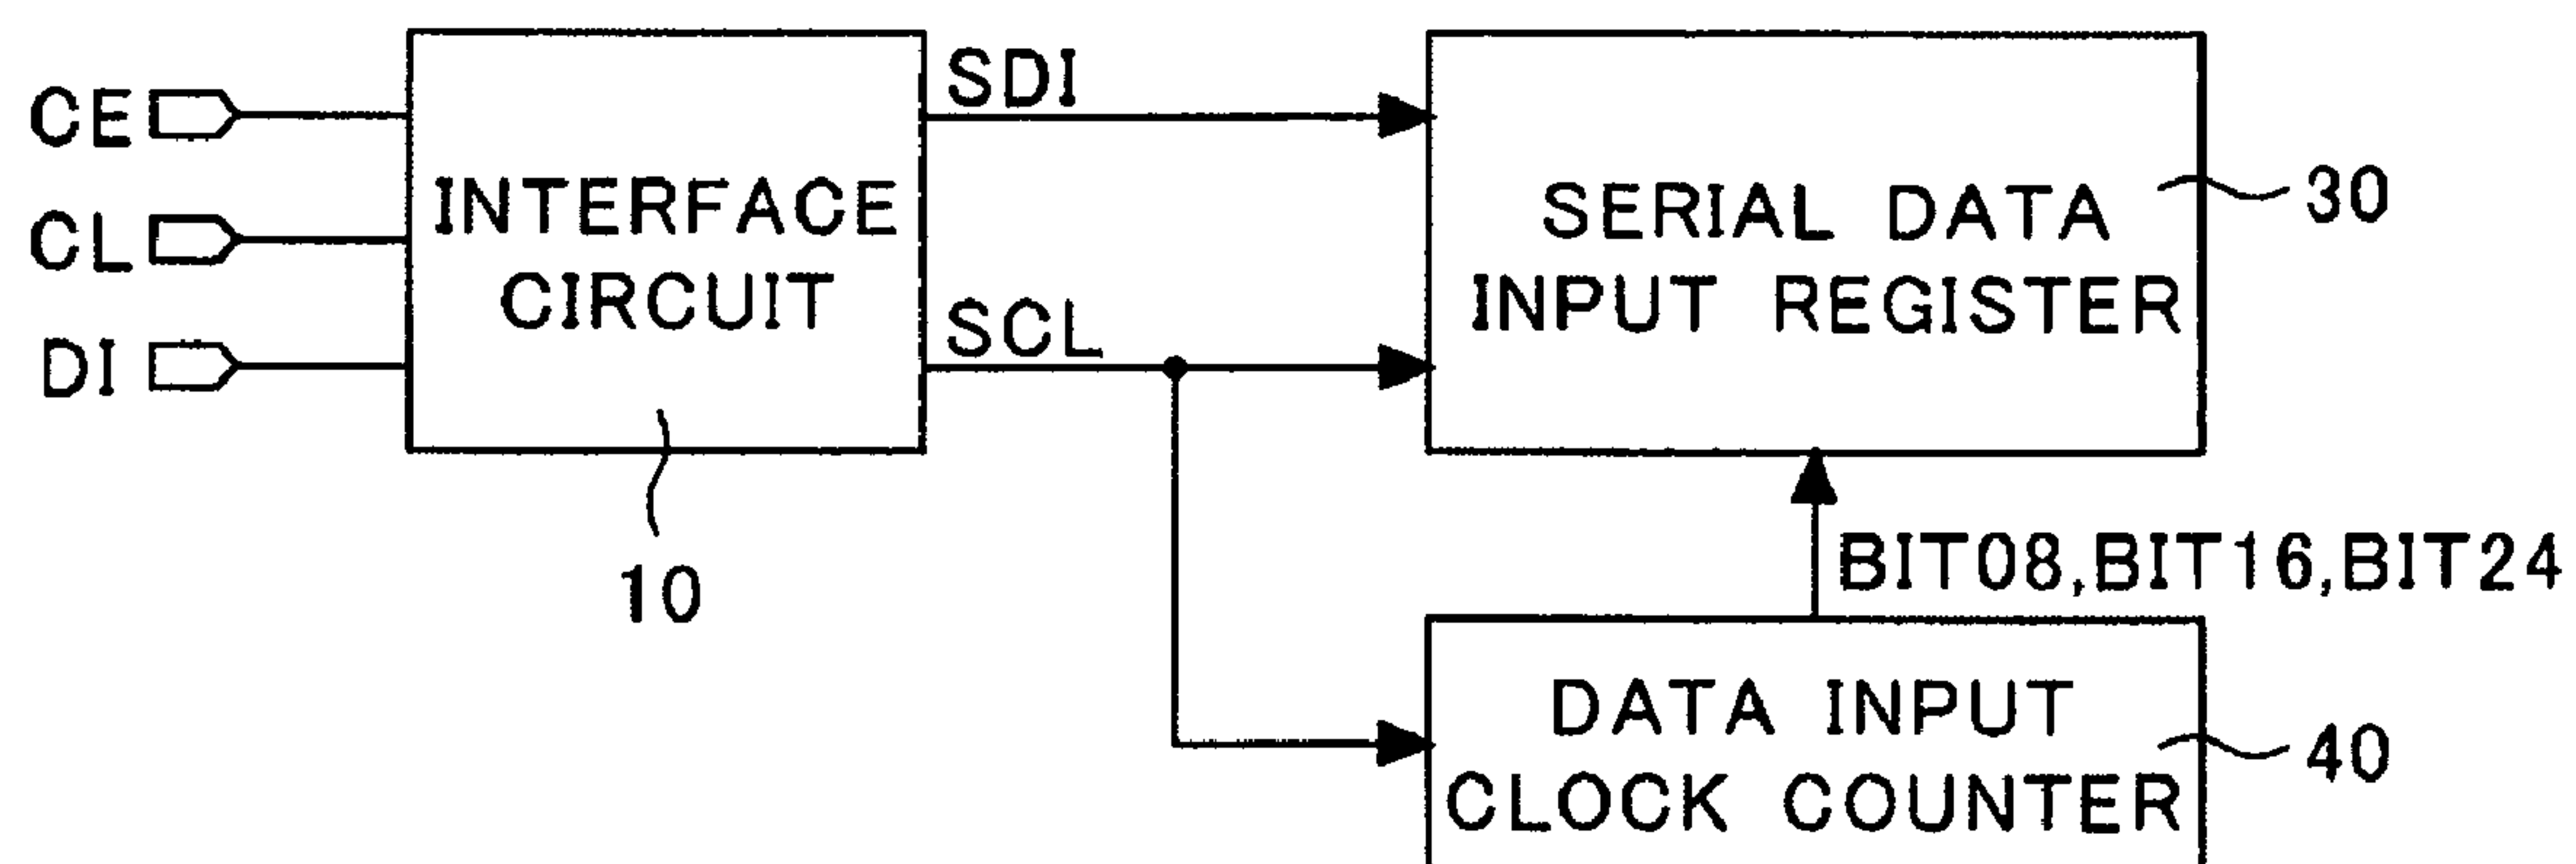 CE
CL
DI
INTERFACE
CIRCUIT
10
SDI
SCL
SERIAL DATA
INPUT REGISTER
30
BIT08,BIT16,BIT24
DATA INPUT
CLOCK COUNTER
40